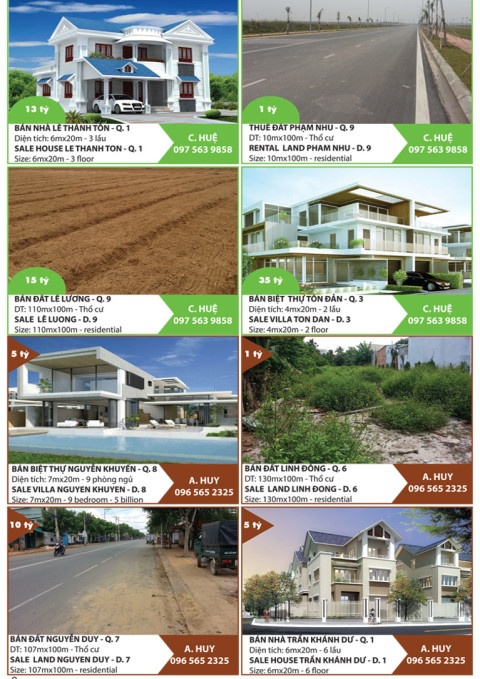 13 tỷ
BÁN NHÀ LÊ THÁNH TÔN - Q. 1
Diện tích: 6mx20m - 3 lầu
SALE HOUSE LE THANH TON - Q. 1
Size: 6mx20m - 3 floor
C. HUỆ
097 563 9858
1 tỷ
THUÊ ĐẤT PHẠM NHU - Q. 9
DT: 10mx100m - Thổ cư
RENTAL LAND PHAM NHU - D. 9
Size: 10mx100m - residential
C. HUỆ
097 563 9858
15 tỷ
BÁN ĐẤT LÊ LƯƠNG - Q. 9
DT: 110mx100m - Thổ cư
SALE LÊ LUONG - D. 9
Size: 110mx100m - residential
C. HUỆ
097 563 9858
35 tỷ
BÁN BIỆT THỰ TÔN ĐẢN - Q. 3
Diện tích: 4mx20m - 2 lầu
SALE VILLA TON DAN - D. 3
Size: 4mx20m - 2 floor
C. HUỆ
097 563 9858
5 tỷ
BÁN BIỆT THỰ NGUYỄN KHUYẾN - Q. 8
Diện tích: 7mx20m - 9 phòng ngủ
SALE VILLA NGUYEN KHUYEN - D. 8
Size: 7mx20m - 9 bedroom - 5 billion
A. HUY
096 565 2325
1 tỷ
BÁN ĐẤT LINH ĐÔNG - Q. 6
DT: 130mx100m - Thổ cư
SALE LAND LINH DONG - D. 6
Size: 130mx100m - residential
A. HUY
096 565 2325
10 tỷ
BÁN ĐẤT NGUYỄN DUY - Q. 7
DT: 107mx100m - Thổ cư
SALE LAND NGUYEN DUY - D. 7
Size: 107mx100m - residential
A. HUY
096 565 2325
5 tỷ
BÁN NHÀ TRẦN KHÁNH DƯ - Q. 1
Diện tích: 6mx20m - 6 lầu
SALE HOUSE TRẦN KHÁNH DƯ - D. 1
Size: 6mx20m - 6 floor
A. HUY
096 565 2325